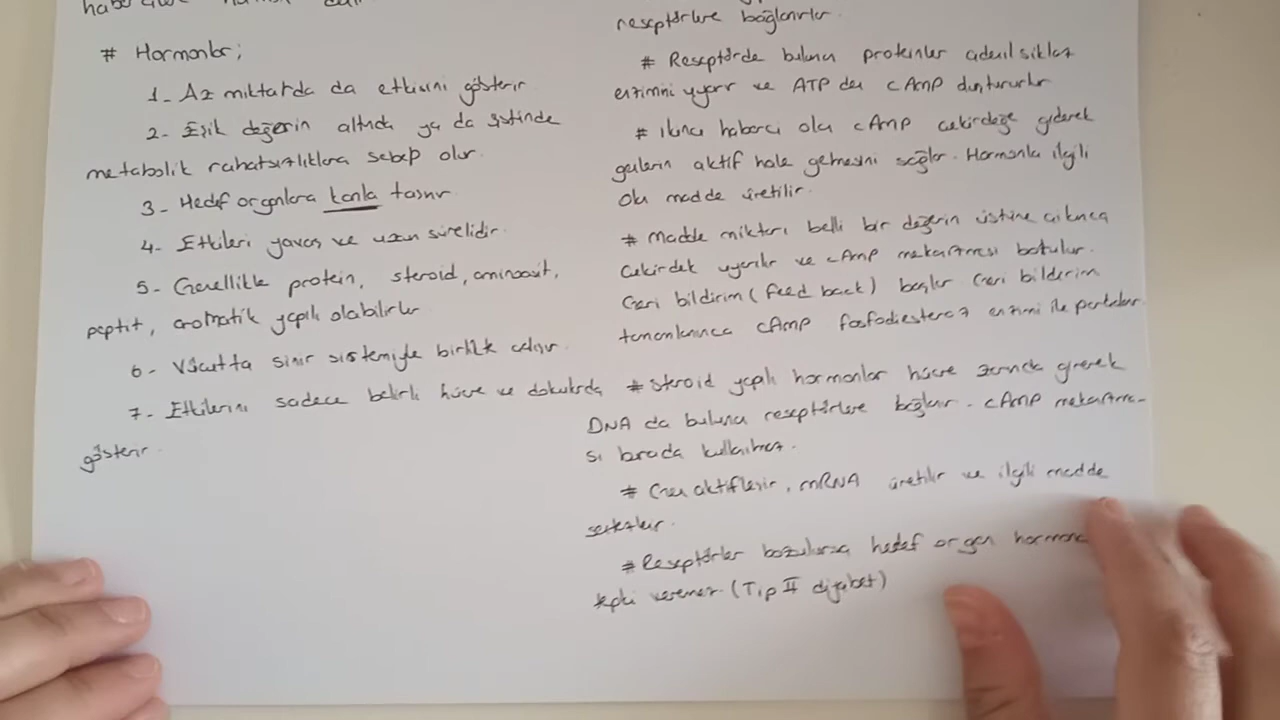 # Hormonlar;
1- Az miktarda da etkisini gösterir
2- Eşik değerin altında ya da üstünde
metabolik rahatsızlıklara sebep olur.
3- Hedef organlara kanla taşınır
4- Etkileri yavaş ve uzun sürelidir.
5- Genellikle protein, steroid, aminoasit,
peptit, aromatik yapılı olabilirler
6- Vücutta sinir sistemiyle birlikte çalışır.
7- Etkilerini sadece belirli hücre ve dokularda
gösterir.
reseptörlere bağlanırlar.
# Reseptörde bulunan proteinler adenil siklaz
enzimini uyarır ve ATP den cAMP oluştururlar
# ikinci haberci olan cAMP çekirdeğe giderek
genlerin aktif hale gelmesini sağlar. Hormonla ilgili
olan madde üretilir.
# Madde miktarı belli bir değerin üstüne çıkınca
çekirdek uyarılır ve cAMP mekanizması bozulur.
Geri bildirim (feed back) başlar Geri bildirim
tamamlanınca cAMP fosfodiesteraz enzimi ile parçalanır.
# Steroid yapılı hormonlar hücre zarından girerek
DNA da bulunan reseptörlere bağlanır. cAMP mekanizma-
sı burada kullanılmaz.
# Gen aktifleşir, mRNA üretilir ve ilgili madde
sentezlenir.
# Reseptörler bozulursa hedef organ
tepki veremez. (Tip II diyabet)